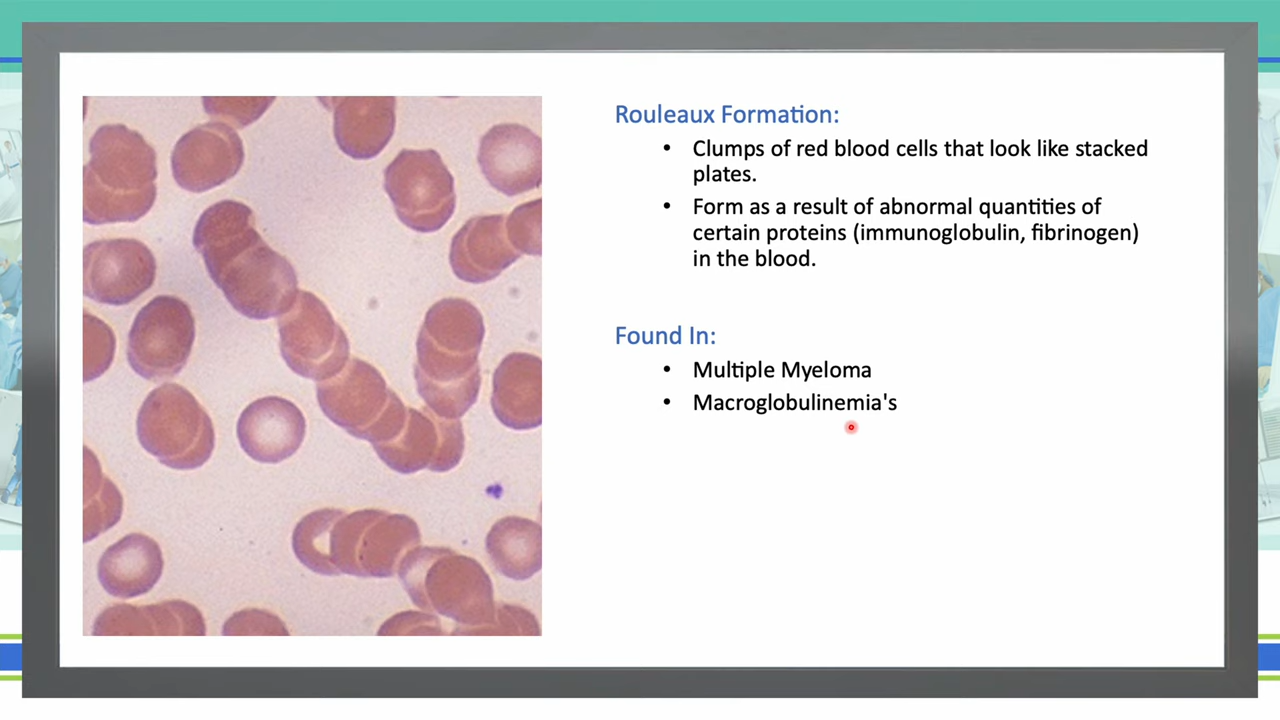 Rouleaux Formation:
• Clumps of red blood cells that look like stacked
plates.
• Form as a result of abnormal quantities of
certain proteins (immunoglobulin, fibrinogen)
in the blood.
Found In:
• Multiple Myeloma
• Macroglobulinemia's